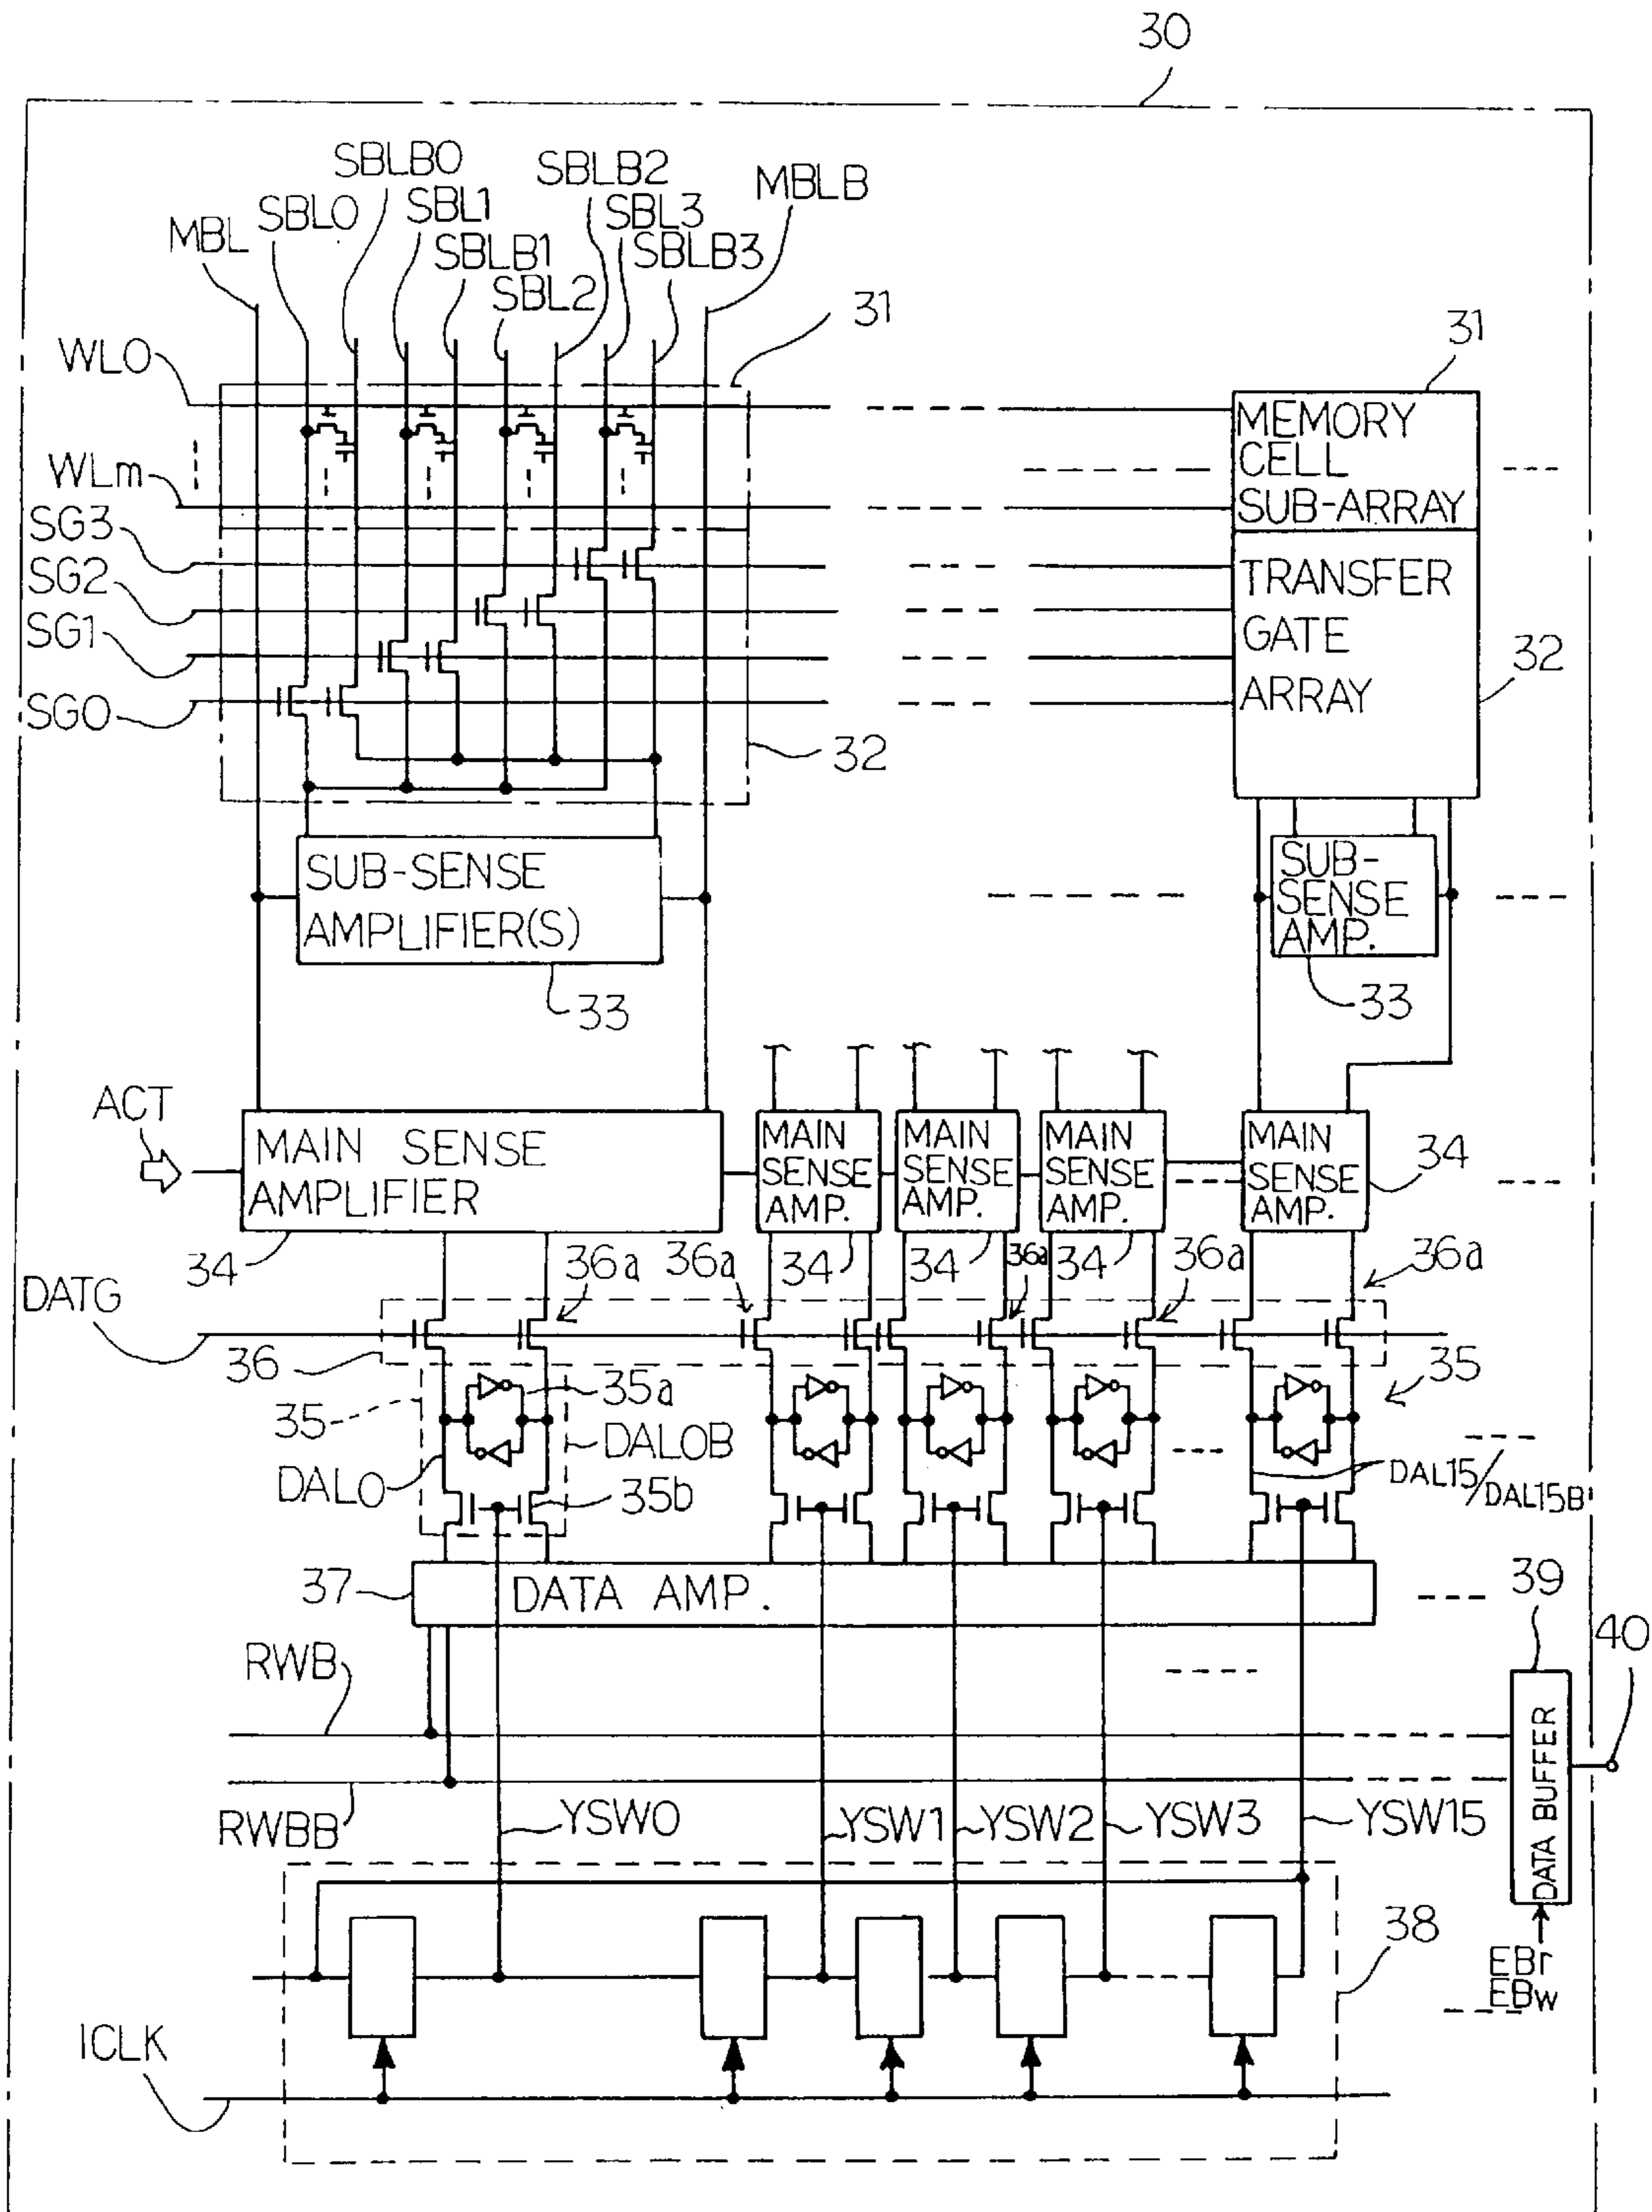 30
SBLB0
SBLB2
MBLB
SBL0
SBL1
SBL3
MBL
SBLB1
SBLB3
SBL2
31
31
WL0
MEMORY
CELL
SUB-ARRAY
WLm
SG3
TRANSFER
GATE
ARRAY
SG2
SG1
32
SG0
32
SUB-SENSE
AMPLIFIER(S)
SUB-
SENSE
AMP.
33
33
ACT
MAIN SENSE
AMPLIFIER
MAIN
SENSE
AMP.
MAIN
SENSE
AMP.
MAIN
SENSE
AMP.
MAIN
SENSE
AMP.
34
34
36a
36a
34
34
36a
34
36a
36a
DATG
36
35
35a
35
DAL0B
DAL0
35b
DAL15/DAL15B
37
DATA AMP.
39
40
RWB
DATA BUFFER
RWBB
YSW0
YSW1
YSW2
YSW3
YSW15
38
EBr
EBw
ICLK